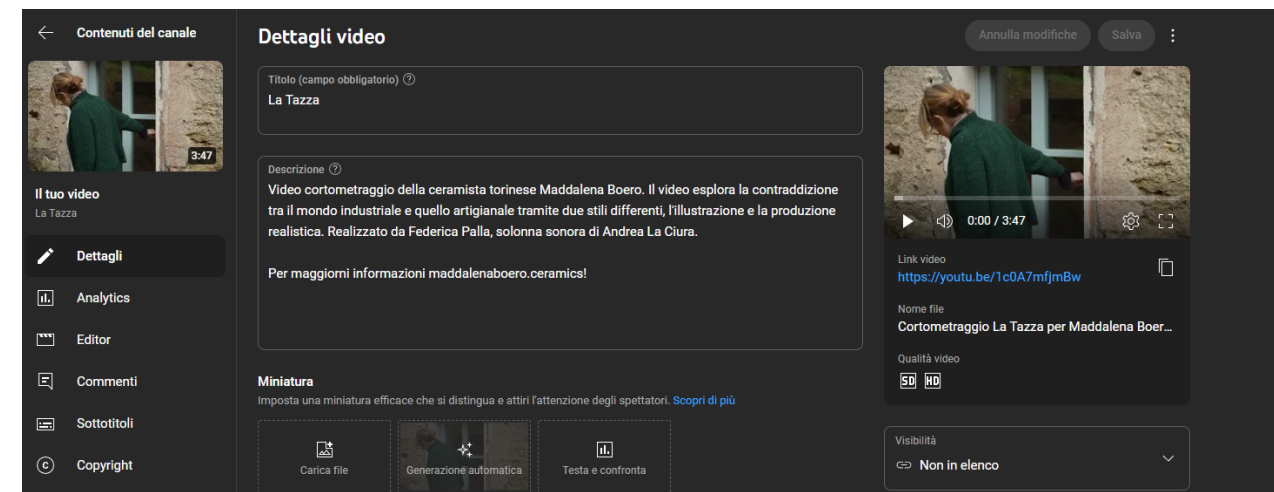 Contenuti del canale
Dettagli video
Annulla modifiche
Salva
3:47
Il tuo video
La Tazza
Dettagli
Analytics
Editor
Commenti
Sottotitoli
Copyright
Titolo (campo obbligatorio)
La Tazza
Descrizione
Video cortometraggio della ceramista torinese Maddalena Boero. Il video esplora la contraddizione
tra il mondo industriale e quello artigianale tramite due stili differenti, l'illustrazione e la produzione
realistica. Realizzato da Federica Palla, solonna sonora di Andrea La Ciura.
Per maggiorni informazioni maddalenaboero.ceramics!
Miniatura
Imposta una miniatura efficace che si distingua e attiri l'attenzione degli spettatori. Scopri di più
Carica file
Generazione automatica
Testa e confronta
0:00 / 3:47
Link video
https://youtu.be/1c0A7mfjmBw
Nome file
Cortometraggio La Tazza per Maddalena Boer...
Qualità video
SD HD
Visibilità
Non in elenco